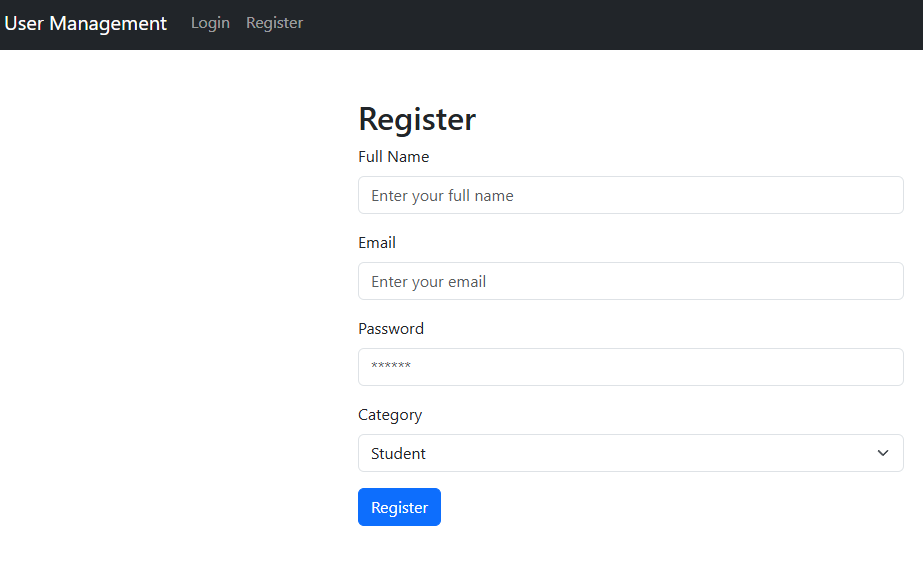 User Management Login Register
Register
Full Name
Enter your full name
Email
Enter your email
Password
******
Category
Student
Register